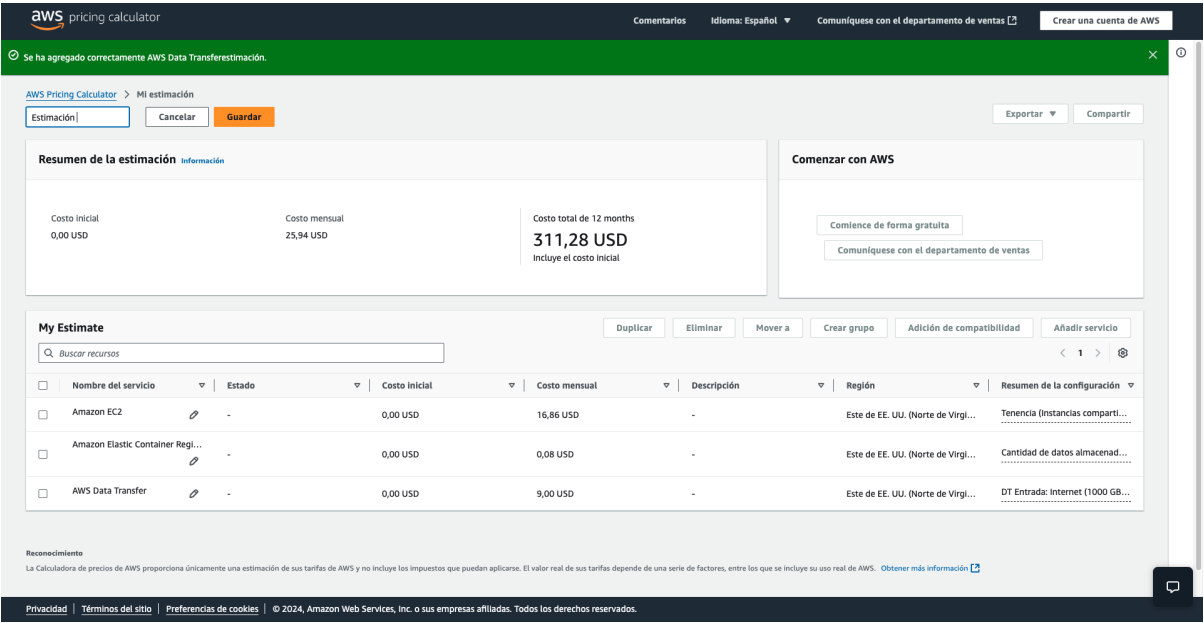 aws pricing calculator
Comentarios
Idioma: Español
Comuníquese con el departamento de ventas
Crear una cuenta de AWS
Se ha agregado correctamente AWS Data Transferestimación.
AWS Pricing Calculator > Mi estimación
Estimación
Cancelar
Guardar
Exportar
Compartir
Resumen de la estimación Información
Costo inicial
0,00 USD
Costo mensual
25,94 USD
Costo total de 12 months
311,28 USD
Incluye el costo inicial
Comenzar con AWS
Comience de forma gratuita
Comuníquese con el departamento de ventas
My Estimate
Duplicar
Eliminar
Mover a
Crear grupo
Adición de compatibilidad
Añadir servicio
Buscar recursos
< 1 >
Nombre del servicio Estado Costo inicial Costo mensual Descripción Región Resumen de la configuración
Amazon EC2 - 0,00 USD 16,86 USD - Este de EE. UU. (Norte de Virgi... Tenencia (Instancias comparti...
Amazon Elastic Container Regi... - 0,00 USD 0,08 USD - Este de EE. UU. (Norte de Virgi... Cantidad de datos almacenad...
AWS Data Transfer - 0,00 USD 9,00 USD - Este de EE. UU. (Norte de Virgi... DT Entrada: Internet (1000 GB...
Reconocimiento
La Calculadora de precios de AWS proporciona únicamente una estimación de sus tarifas de AWS y no incluye los impuestos que puedan aplicarse. El valor real de sus tarifas depende de una serie de factores, entre los que se incluye su uso real de AWS. Obtener más información
Privacidad | Términos del sitio | Preferencias de cookies | © 2024, Amazon Web Services, Inc. o sus empresas afiliadas. Todos los derechos reservados.